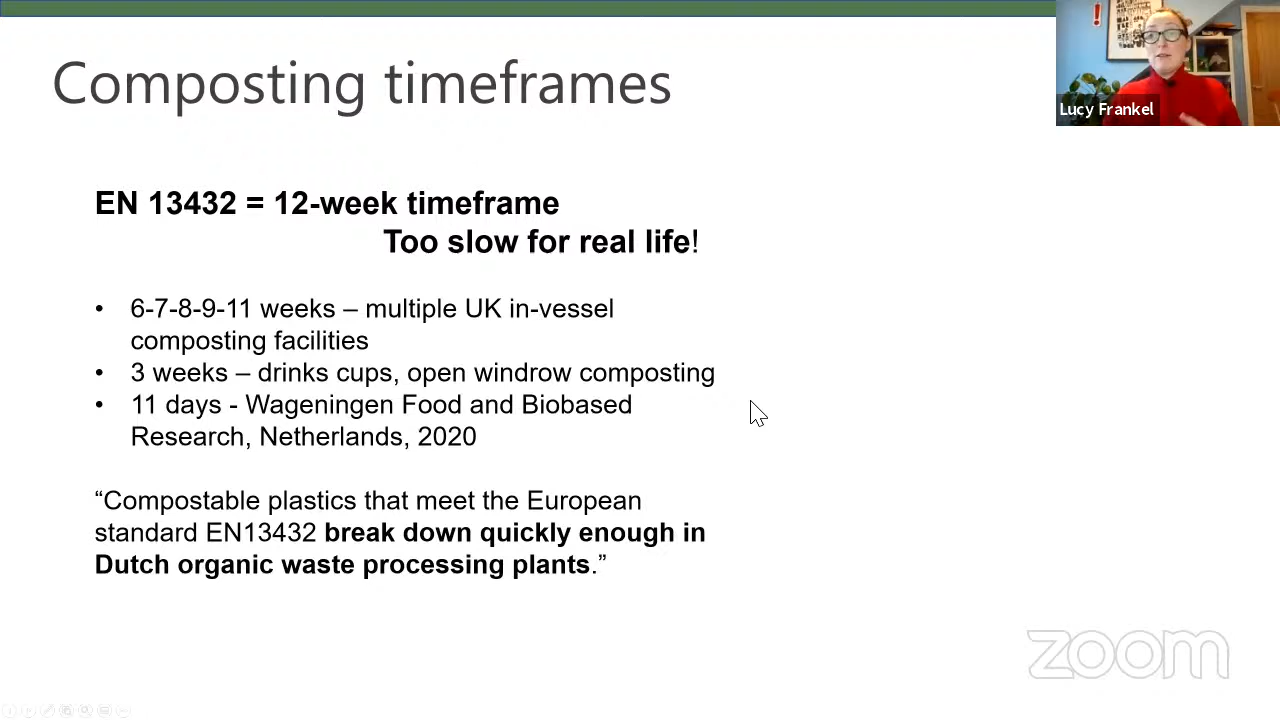 Composting timeframes
Lucy Frankel
EN 13432 = 12-week timeframe
Too slow for real life!
• 6-7-8-9-11 weeks – multiple UK in-vessel
composting facilities
• 3 weeks – drinks cups, open windrow composting
• 11 days - Wageningen Food and Biobased
Research, Netherlands, 2020
“Compostable plastics that meet the European
standard EN13432 break down quickly enough in
Dutch organic waste processing plants.”
zoom